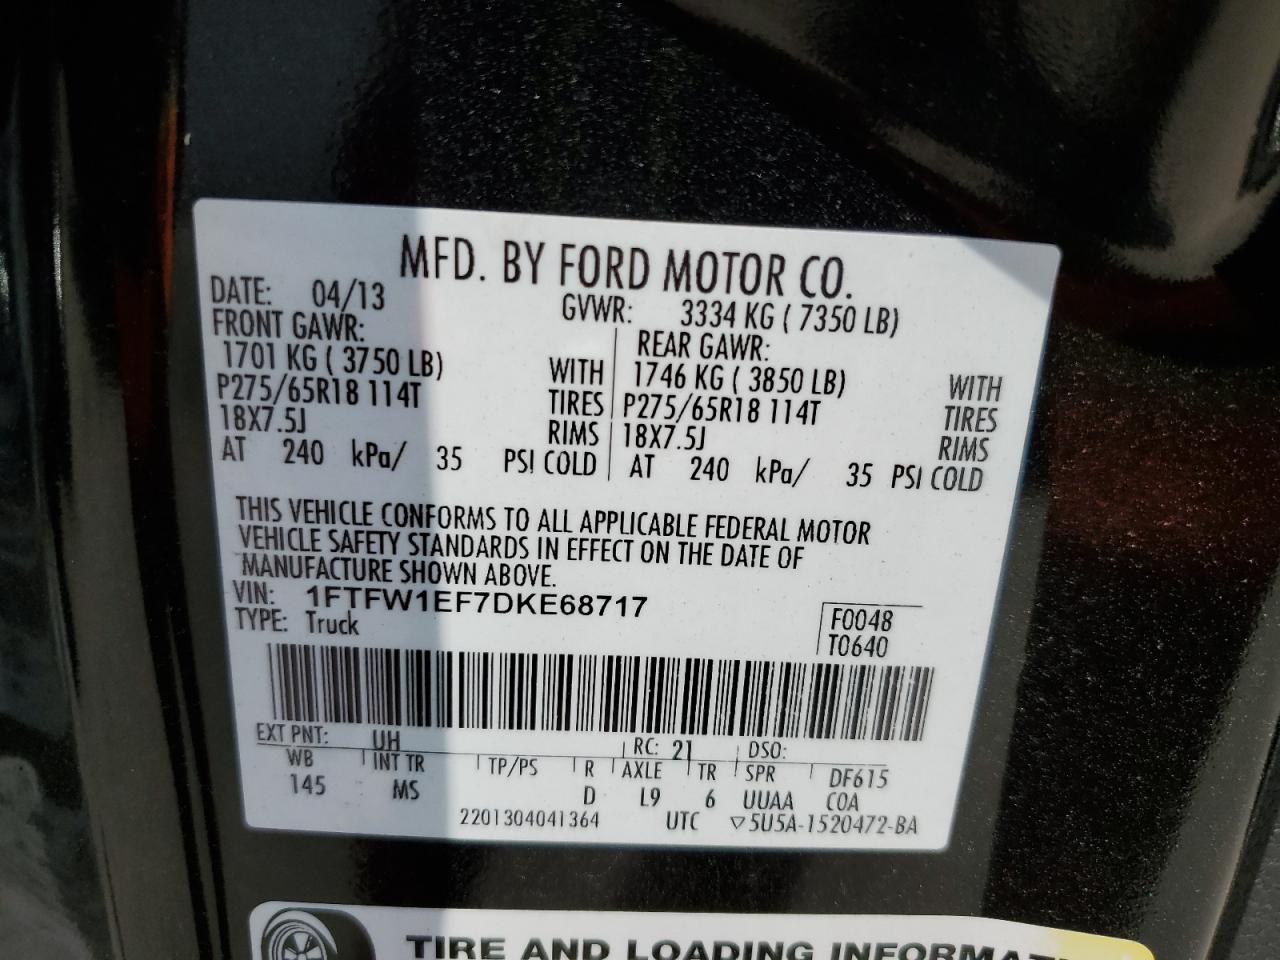 MFD. BY FORD MOTOR CO.
DATE: 04/13 GVWR: 3334 KG ( 7350 LB)
FRONT GAWR: REAR GAWR:
1701 KG ( 3750 LB) WITH 1746 KG ( 3850 LB) WITH
P275/65R18 114T TIRES P275/65R18 114T TIRES
18X7.5J RIMS 18X7.5J RIMS
AT 240 kPa/ 35 PSI COLD AT 240 kPa/ 35 PSI COLD
THIS VEHICLE CONFORMS TO ALL APPLICABLE FEDERAL MOTOR
VEHICLE SAFETY STANDARDS IN EFFECT ON THE DATE OF
MANUFACTURE SHOWN ABOVE.
VIN: 1FTFW1EF7DKE68717 F0048
TYPE: Truck T0640
EXT PNT: UH RC: 21 DSO:
WB INT TR TP/PS R AXLE TR SPR DF615
145 MS D L9 6 UUAA COA
2201304041364 UTC ▽5U5A-1520472-BA
TIRE AND LOADING INFORMAT